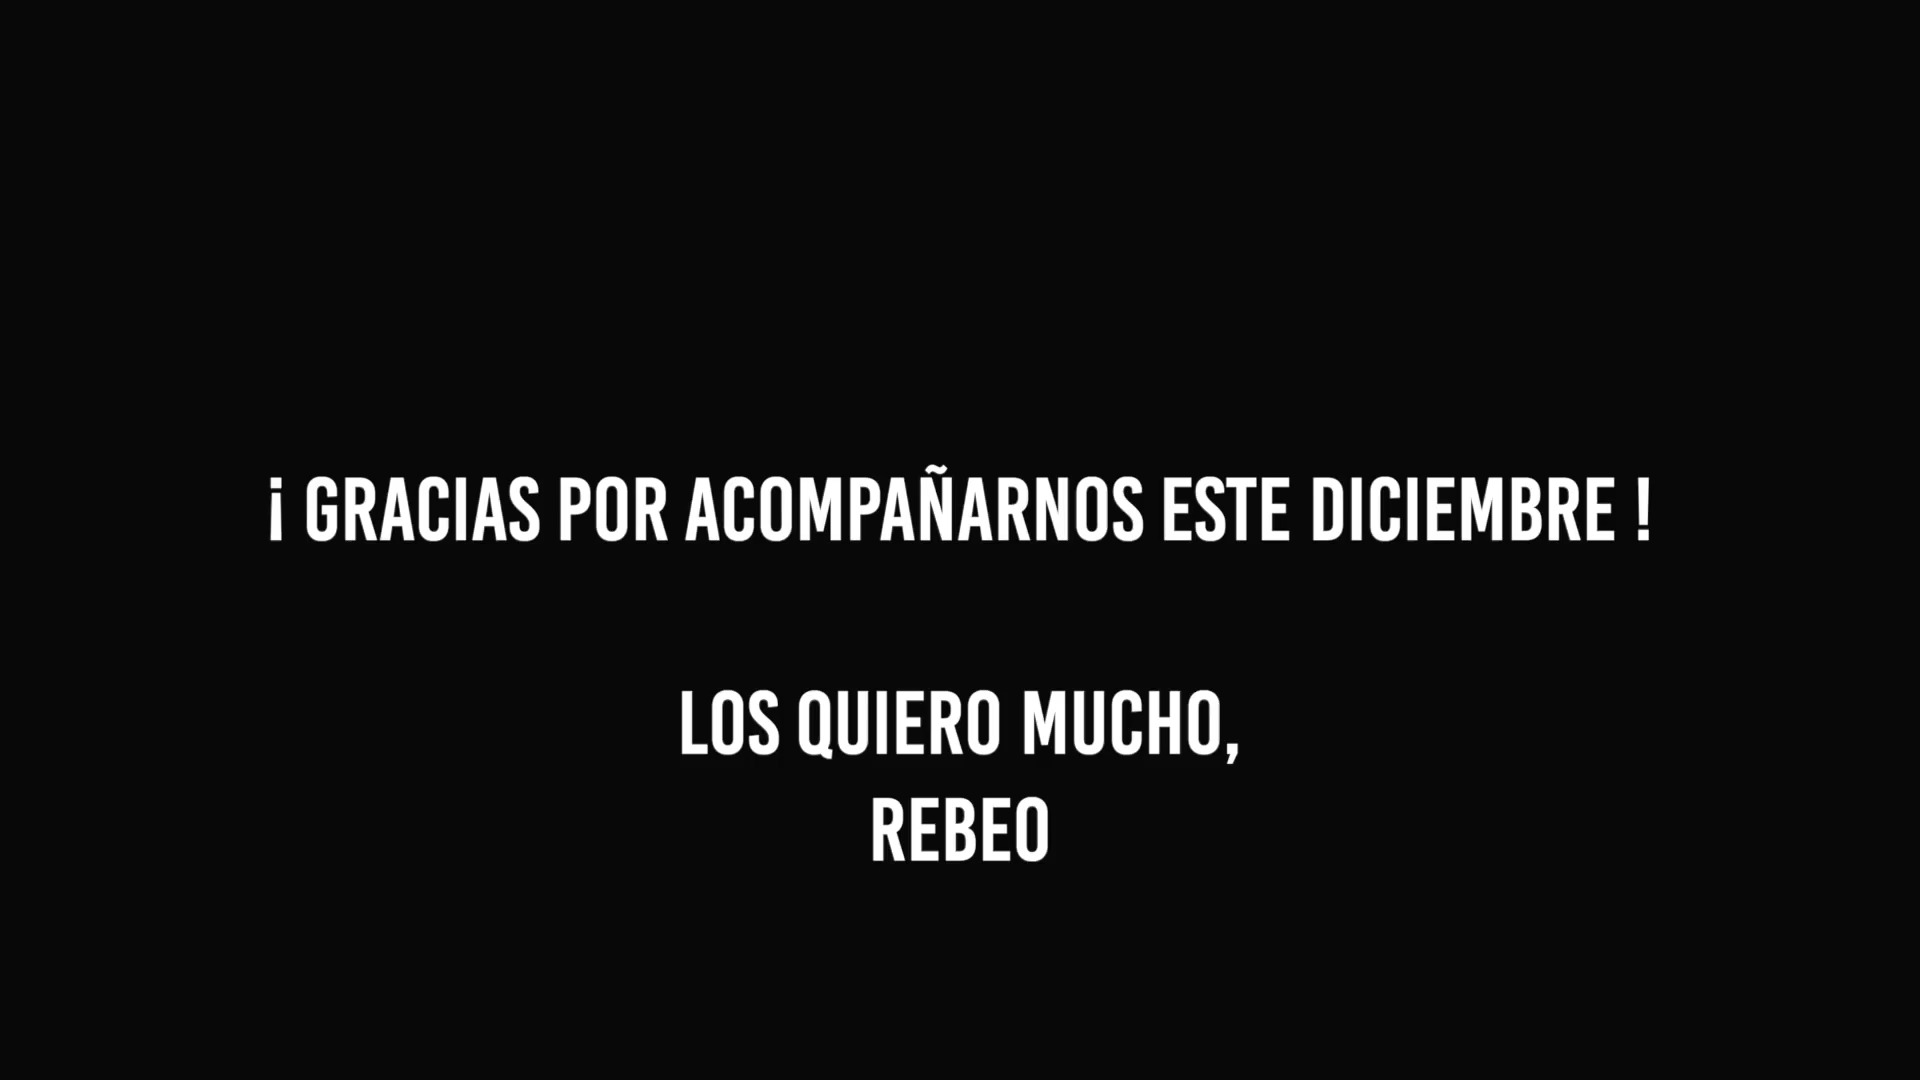 ¡ GRACIAS POR ACOMPAÑARNOS ESTE DICIEMBRE !
LOS QUIERO MUCHO,
REBEO